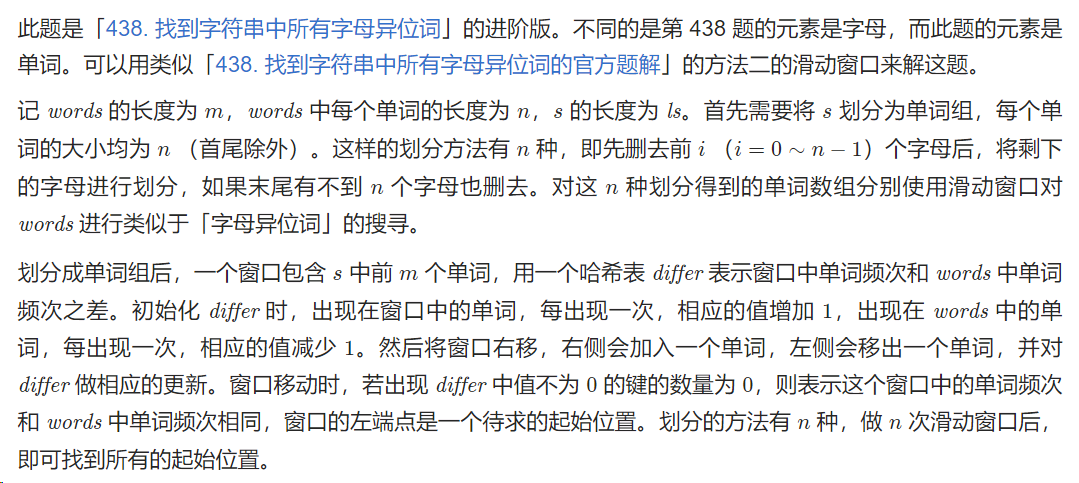 此题是「438. 找到字符串中所有字母异位词」的进阶版。不同的是第 438 题的元素是字母，而此题的元素是
单词。可以用类似「438. 找到字符串中所有字母异位词的官方题解」的方法二的滑动窗口来解这题。
记 words 的长度为 m，words 中每个单词的长度为 n，s 的长度为 ls。首先需要将 s 划分为单词组，每个单
词的大小均为 n （首尾除外）。这样的划分方法有 n 种，即先删去前 i （i = 0 ∼ n − 1）个字母后，将剩下
的字母进行划分，如果末尾有不到 n 个字母也删去。对这 n 种划分得到的单词数组分别使用滑动窗口对
words 进行类似于「字母异位词」的搜寻。
划分成单词组后，一个窗口包含 s 中前 m 个单词，用一个哈希表 differ 表示窗口中单词频次和 words 中单词
频次之差。初始化 differ 时，出现在窗口中的单词，每出现一次，相应的值增加 1，出现在 words 中的单
词，每出现一次，相应的值减少 1。然后将窗口右移，右侧会加入一个单词，左侧会移出一个单词，并对
differ 做相应的更新。窗口移动时，若出现 differ 中值不为 0 的键的数量为 0，则表示这个窗口中的单词频次
和 words 中单词频次相同，窗口的左端点是一个待求的起始位置。划分的方法有 n 种，做 n 次滑动窗口后，
即可找到所有的起始位置。